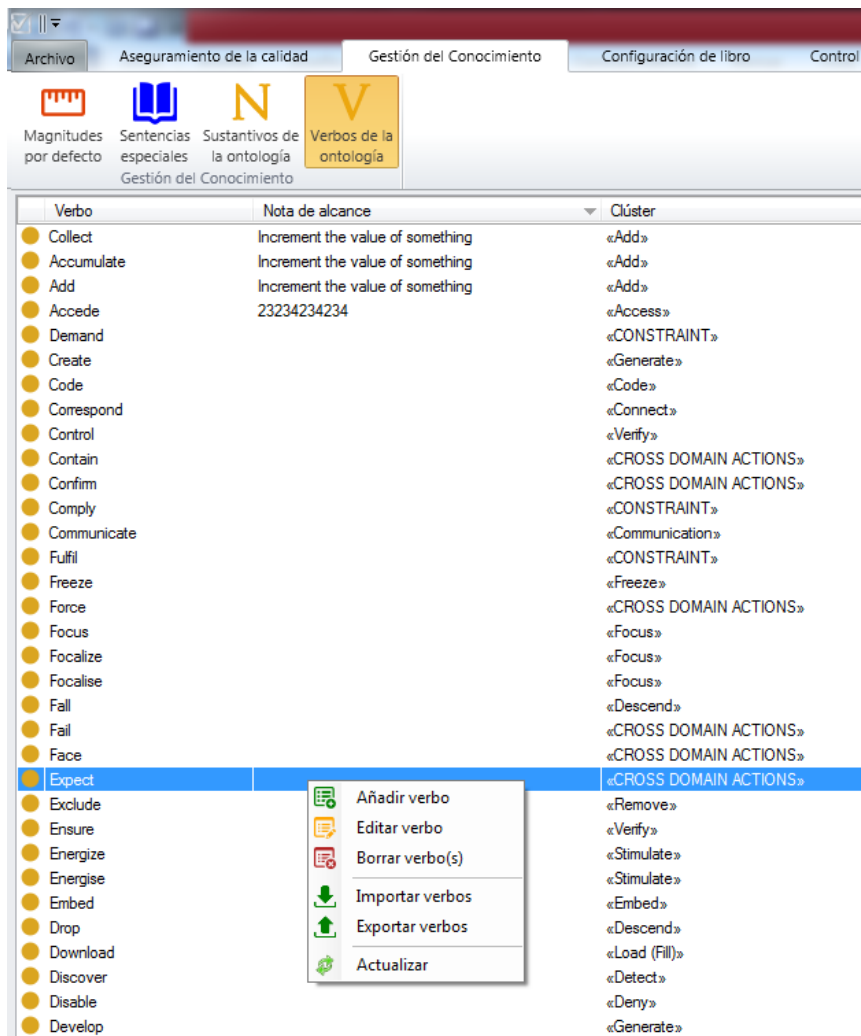 Archivo Aseguramiento de la calidad Gestión del Conocimiento Configuración de libro Control
Magnitudes por defecto
Sentencias especiales
N
Sustantivos de la ontología
V
Verbos de la ontología
Gestión del Conocimiento
Verbo Nota de alcance Clúster
Collect Increment the value of something «Add»
Accumulate Increment the value of something «Add»
Add Increment the value of something «Add»
Accede 23234234234 «Access»
Demand «CONSTRAINT»
Create «Generate»
Code «Code»
Correspond «Connect»
Control «Verify»
Contain «CROSS DOMAIN ACTIONS»
Confirm «CROSS DOMAIN ACTIONS»
Comply «CONSTRAINT»
Communicate «Communication»
Fulfil «CONSTRAINT»
Freeze «Freeze»
Force «CROSS DOMAIN ACTIONS»
Focus «Focus»
Focalize «Focus»
Focalise «Focus»
Fall «Descend»
Fail «CROSS DOMAIN ACTIONS»
Face «CROSS DOMAIN ACTIONS»
Expect «CROSS DOMAIN ACTIONS»
Exclude «Remove»
Ensure «Verify»
Energize «Stimulate»
Energise «Stimulate»
Embed «Embed»
Drop «Descend»
Download «Load (Fill)»
Discover «Detect»
Disable «Deny»
Develop «Generate»
Añadir verbo
Editar verbo
Borrar verbo(s)
Importar verbos
Exportar verbos
Actualizar